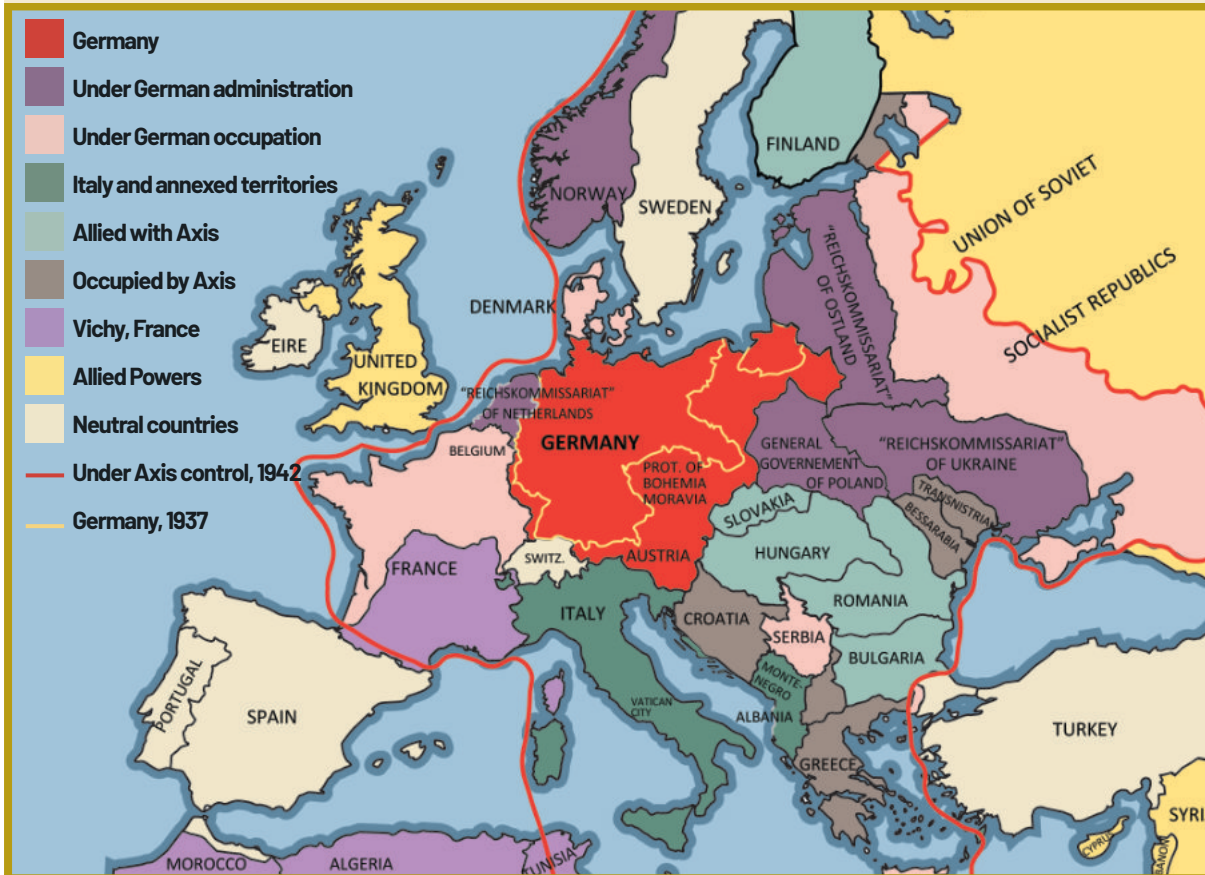 Germany
Under German administration
Under German occupation
Italy and annexed territories
Allied with Axis
Occupied by Axis
Vichy, France
Allied Powers
Neutral countries
Under Axis control, 1942
Germany, 1937
FINLAND
NORWAY
SWEDEN
UNION OF SOVIET
SOCIALIST REPUBLICS
"REICHSKOMMISSARIAT"
OF OSTLAND
DENMARK
EIRE
UNITED
KINGDOM
"REICHSKOMMISSARIAT"
OF NETHERLANDS
BELGIUM
GERMANY
PROT. OF
BOHEMIA
MORAVIA
GENERAL
GOVERNEMENT
OF POLAND
"REICHSKOMMISSARIAT"
OF UKRAINE
TRANSNISTRIA
BESSARABIA
SLOVAKIA
AUSTRIA
SWITZ.
HUNGARY
FRANCE
ITALY
CROATIA
ROMANIA
SERBIA
BULGARIA
MONTE-
NEGRO
VATICAN
CITY
ALBANIA
GREECE
PORTUGAL
SPAIN
TURKEY
MOROCCO
ALGERIA
TUNISIA
CYPRUS
SYRI
BANON